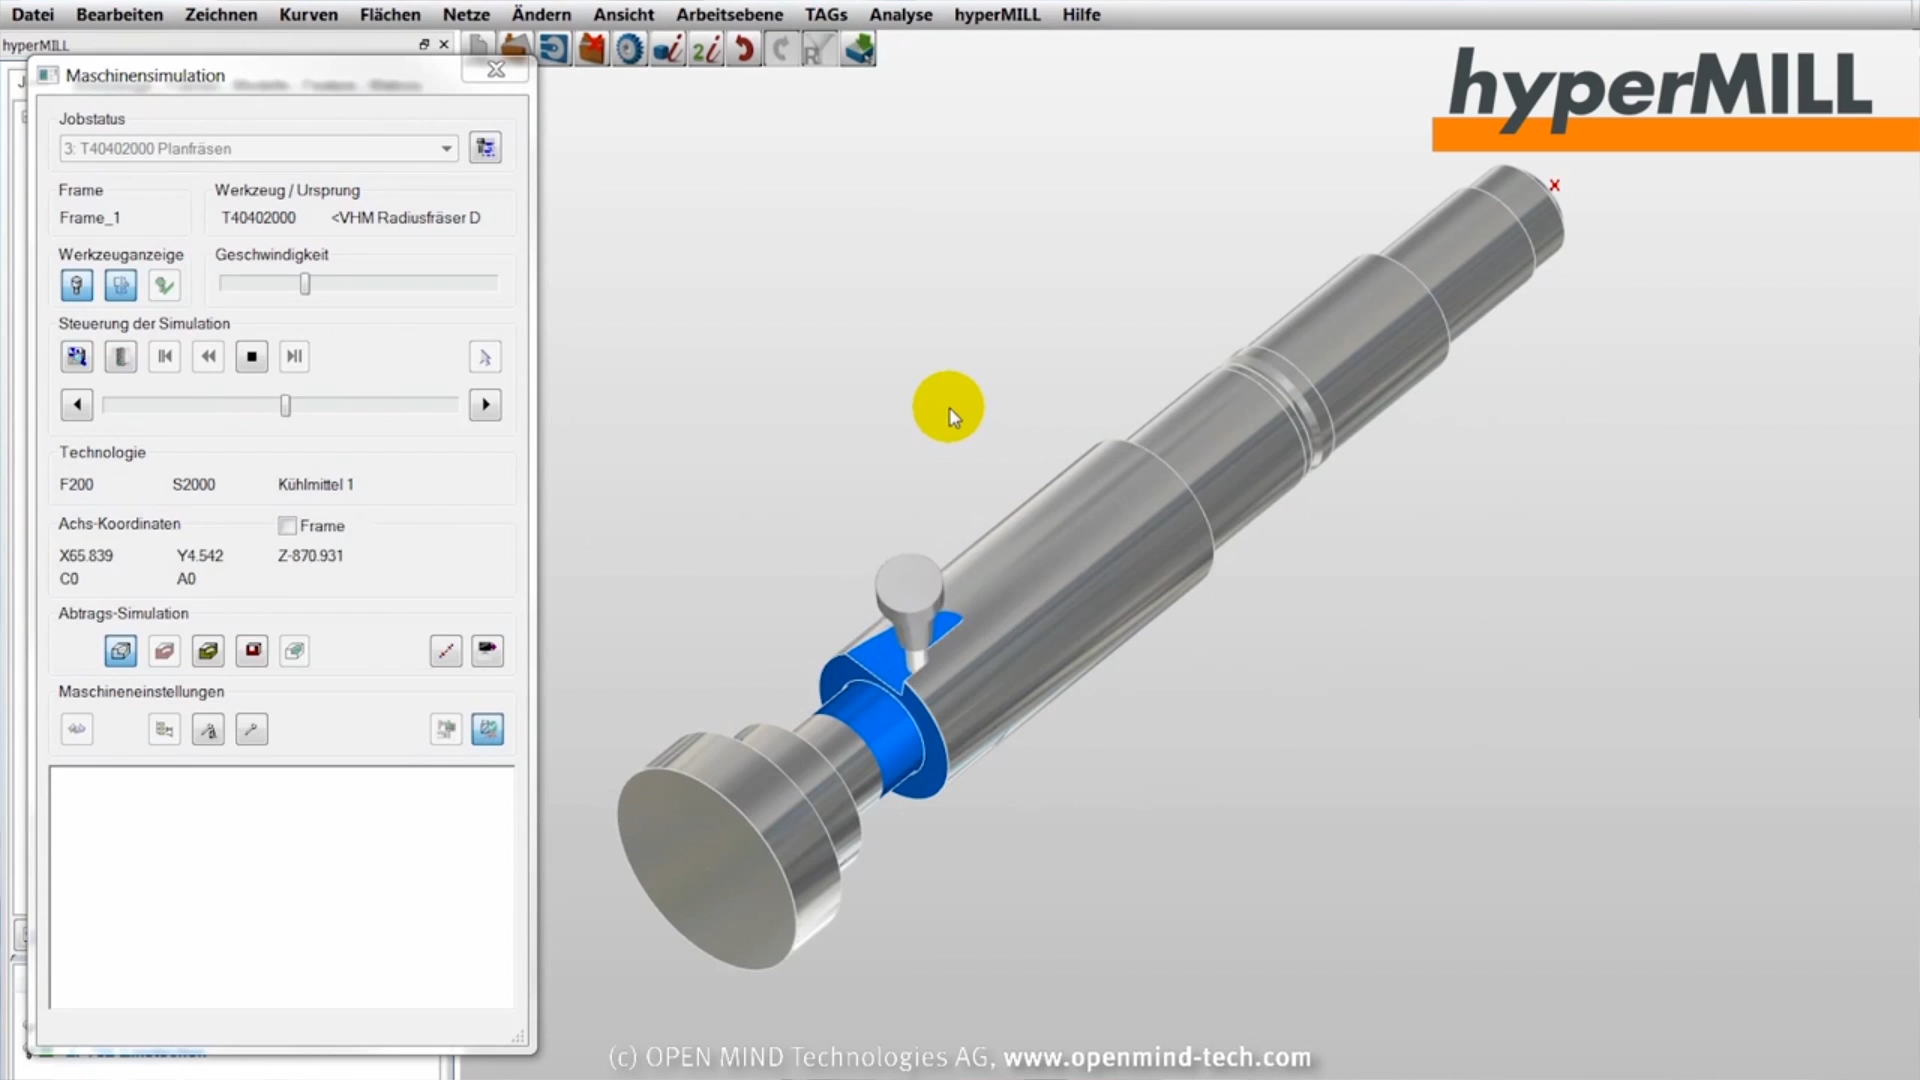 Datei Bearbeiten Zeichnen Kurven Flächen Netze Ändern Ansicht Arbeitsebene TAGs Analyse hyperMILL Hilfe
hyperMILL
hyperMILL
Maschinensimulation
Jobstatus
3: T40402000 Planfräsen
Frame Werkzeug / Ursprung
Frame_1 T40402000 <VHM Radiusfräser D
Werkzeuganzeige Geschwindigkeit
Steuerung der Simulation
Technologie
F200 S2000 Kühlmittel 1
Achs-Koordinaten Frame
X65.839 Y4.542 Z-870.931
C0 A0
Abtrags-Simulation
Maschineneinstellungen
x
(c) OPEN MIND Technologies AG, www.openmind-tech.com